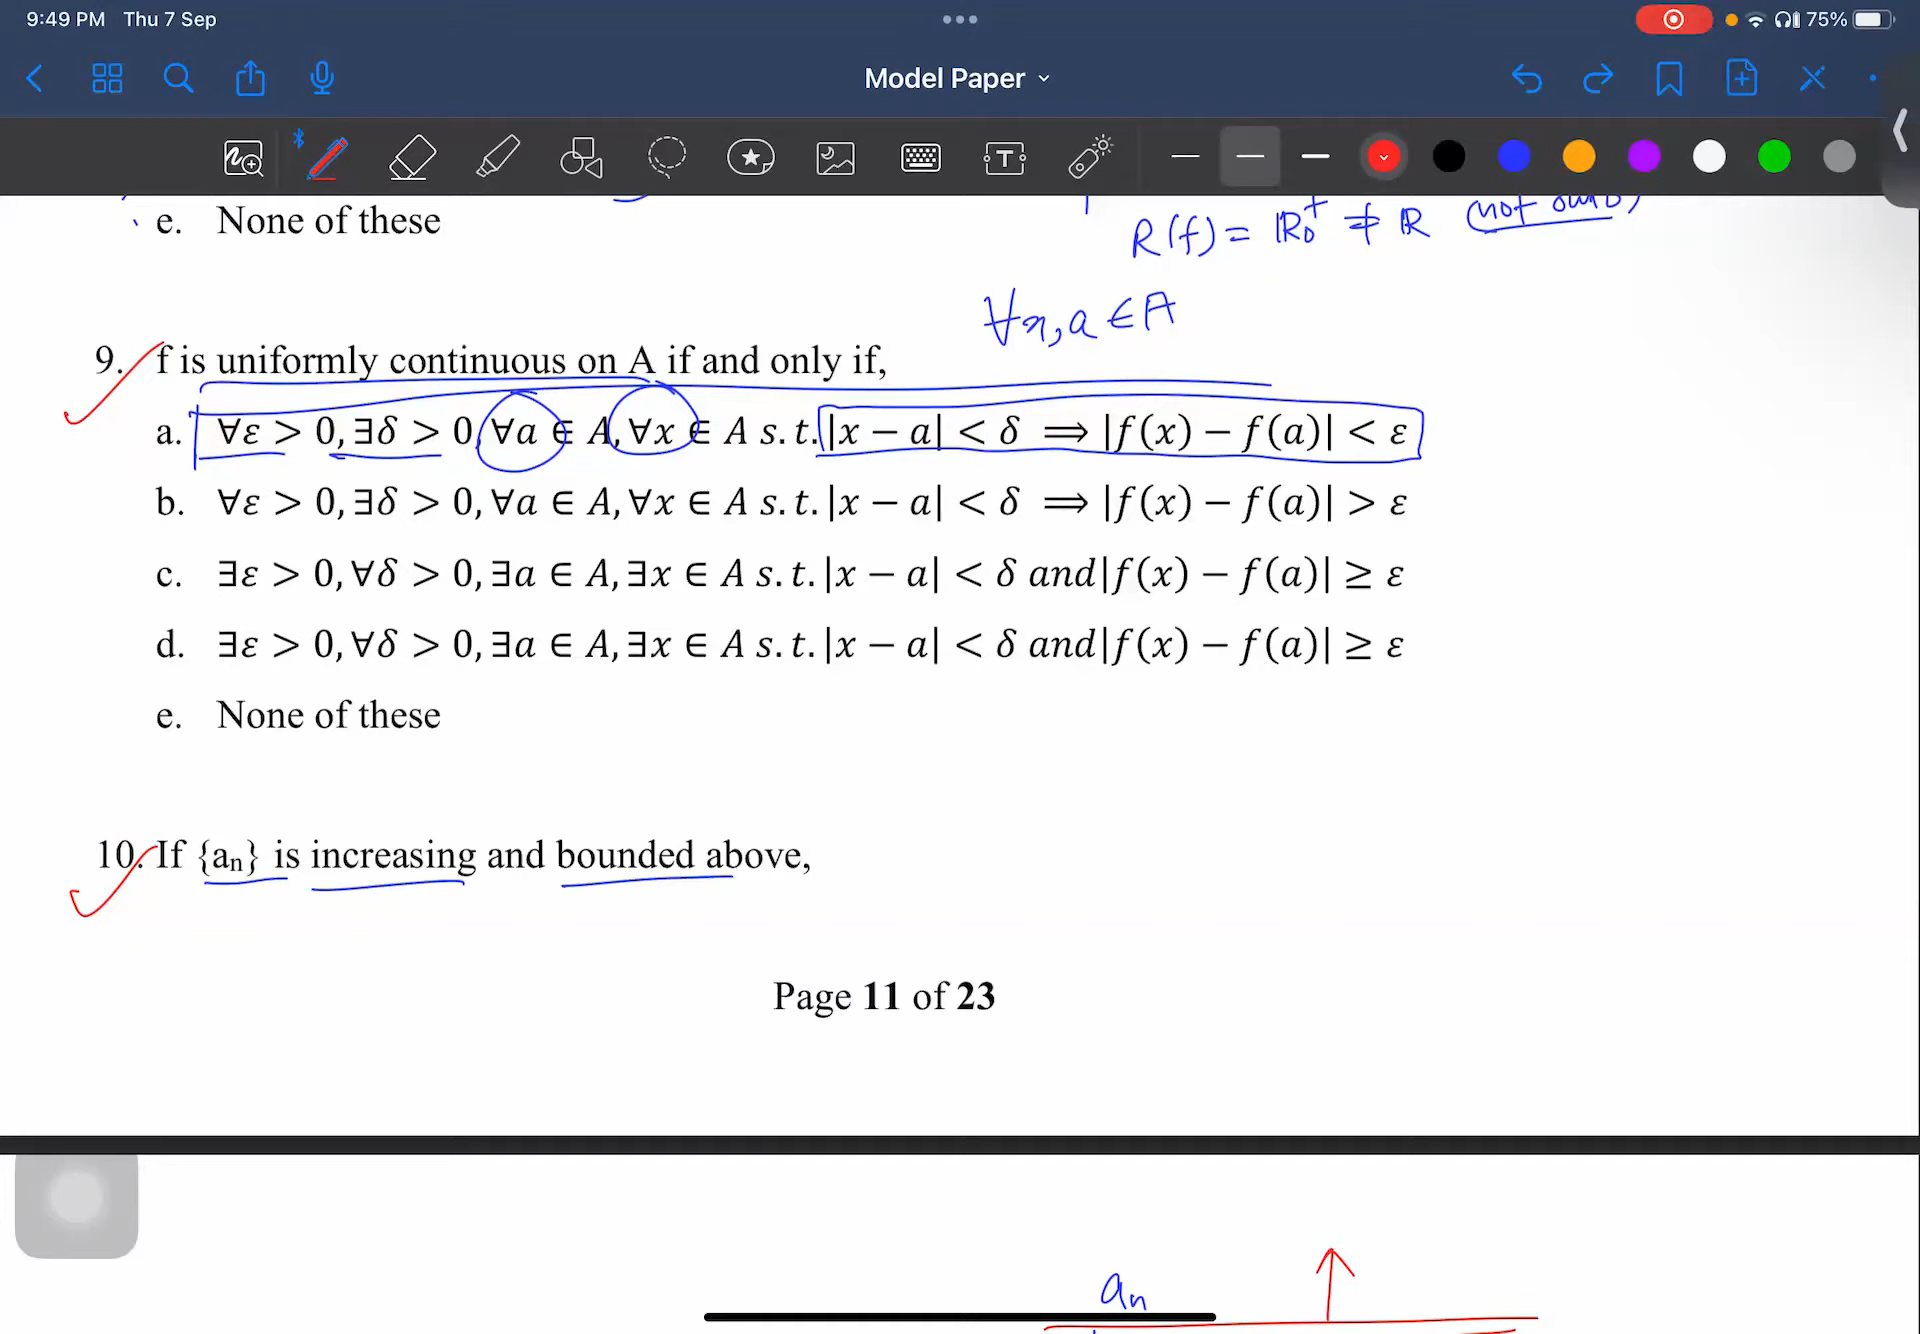 9:49 PM Thu 7 Sep
75%
Model Paper
T
e. None of these
R(f) = ℝ₀⁺ ≠ ℝ (not onto)
∀x, a ∈ A
9. f is uniformly continuous on A if and only if,
a. ∀ε > 0, ∃δ > 0, ∀a ∈ A, ∀x ∈ A s.t. |x − a| < δ ⟹ |f(x) − f(a)| < ε
b. ∀ε > 0, ∃δ > 0, ∀a ∈ A, ∀x ∈ A s.t. |x − a| < δ ⟹ |f(x) − f(a)| > ε
c. ∃ε > 0, ∀δ > 0, ∃a ∈ A, ∃x ∈ A s.t. |x − a| < δ and|f(x) − f(a)| ≥ ε
d. ∃ε > 0, ∀δ > 0, ∃a ∈ A, ∃x ∈ A s.t. |x − a| < δ and|f(x) − f(a)| ≥ ε
e. None of these
10. If {aₙ} is increasing and bounded above,
Page 11 of 23
aₙ